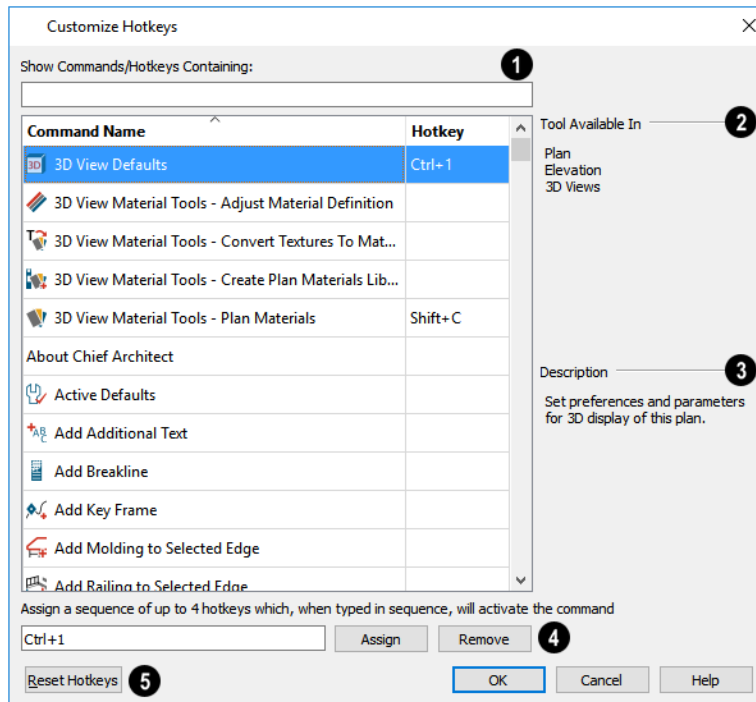 Customize Hotkeys
Show Commands/Hotkeys Containing:
1
Command Name Hotkey
Tool Available In 2
Plan
Elevation
3D Views
3D 3D View Defaults Ctrl+1
3D View Material Tools - Adjust Material Definition
T 3D View Material Tools - Convert Textures To Mat...
3D View Material Tools - Create Plan Materials Lib...
3D View Material Tools - Plan Materials Shift+C
About Chief Architect
Active Defaults
ABC Add Additional Text
Add Breakline
Add Key Frame
Add Molding to Selected Edge
Add Railing to Selected Edge
Description 3
Set preferences and parameters
for 3D display of this plan.
Assign a sequence of up to 4 hotkeys which, when typed in sequence, will activate the command
Ctrl+1 Assign Remove 4
Reset Hotkeys 5 OK Cancel Help